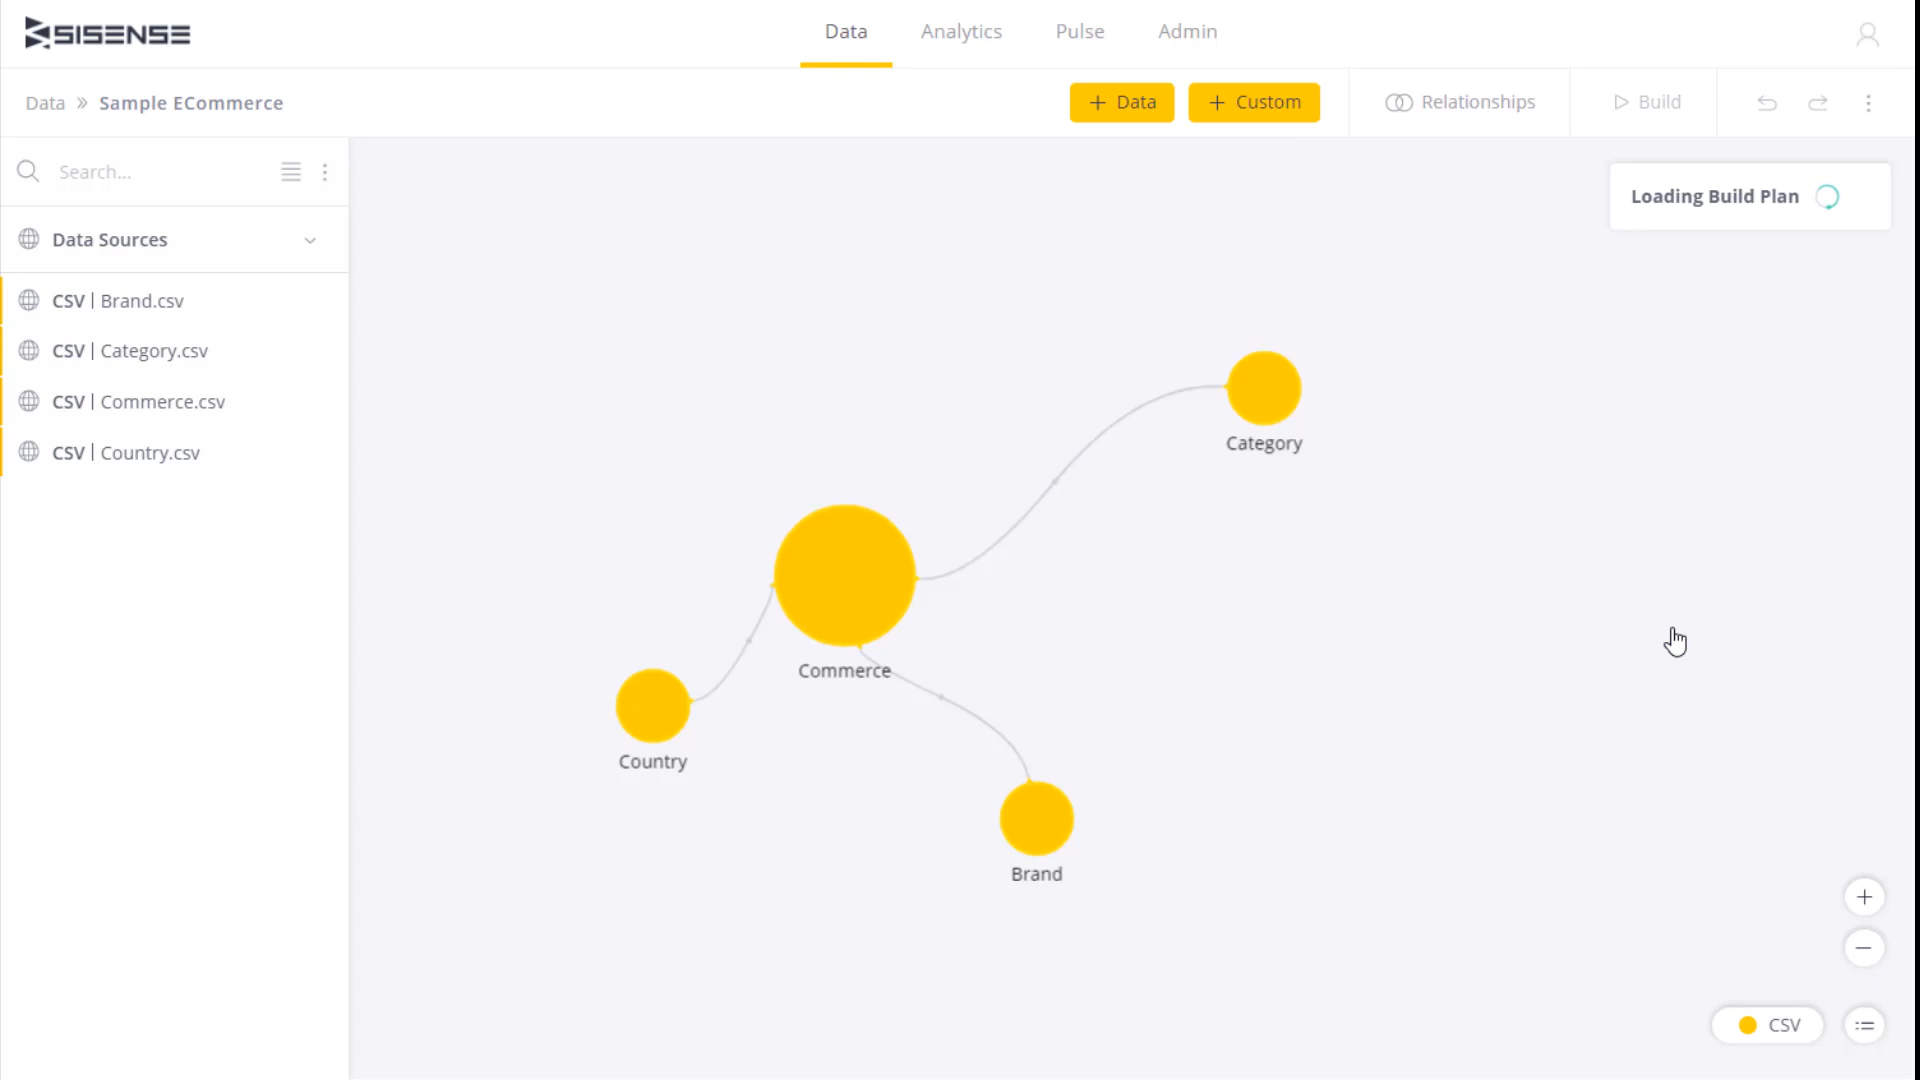 SISENSE
Data Analytics Pulse Admin
Data » Sample ECommerce
+ Data + Custom Relationships Build
Search...
Loading Build Plan
Data Sources
CSV | Brand.csv
CSV | Category.csv
CSV | Commerce.csv
CSV | Country.csv
Category
Commerce
Country
Brand
CSV